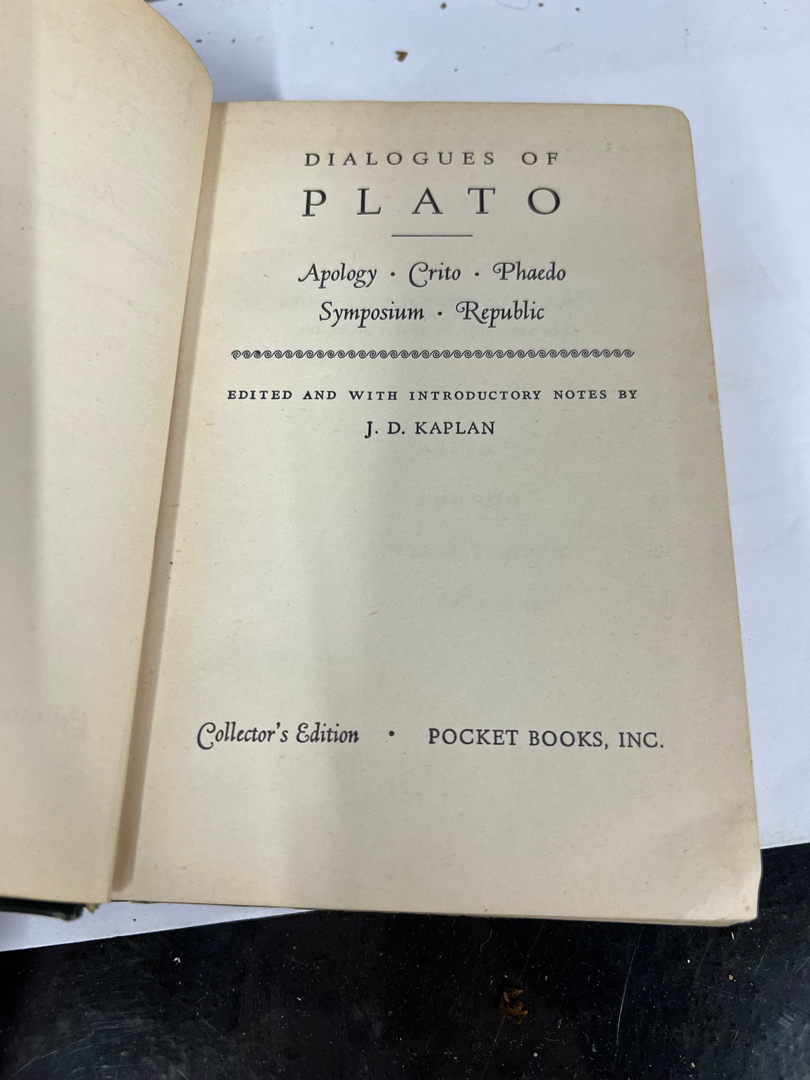 DIALOGUES OF
PLATO
Apology · Crito · Phaedo
Symposium · Republic
EDITED AND WITH INTRODUCTORY NOTES BY
J. D. KAPLAN
Collector's Edition • POCKET BOOKS, INC.